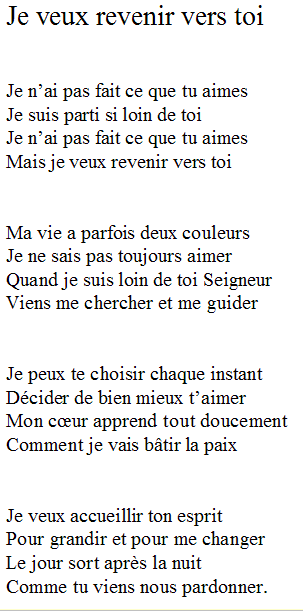 Je veux revenir vers toi
Je n’ai pas fait ce que tu aimes
Je suis parti si loin de toi
Je n’ai pas fait ce que tu aimes
Mais je veux revenir vers toi
Ma vie a parfois deux couleurs
Je ne sais pas toujours aimer
Quand je suis loin de toi Seigneur
Viens me chercher et me guider
Je peux te choisir chaque instant
Décider de bien mieux t’aimer
Mon cœur apprend tout doucement
Comment je vais bâtir la paix
Je veux accueillir ton esprit
Pour grandir et pour me changer
Le jour sort après la nuit
Comme tu viens nous pardonner.